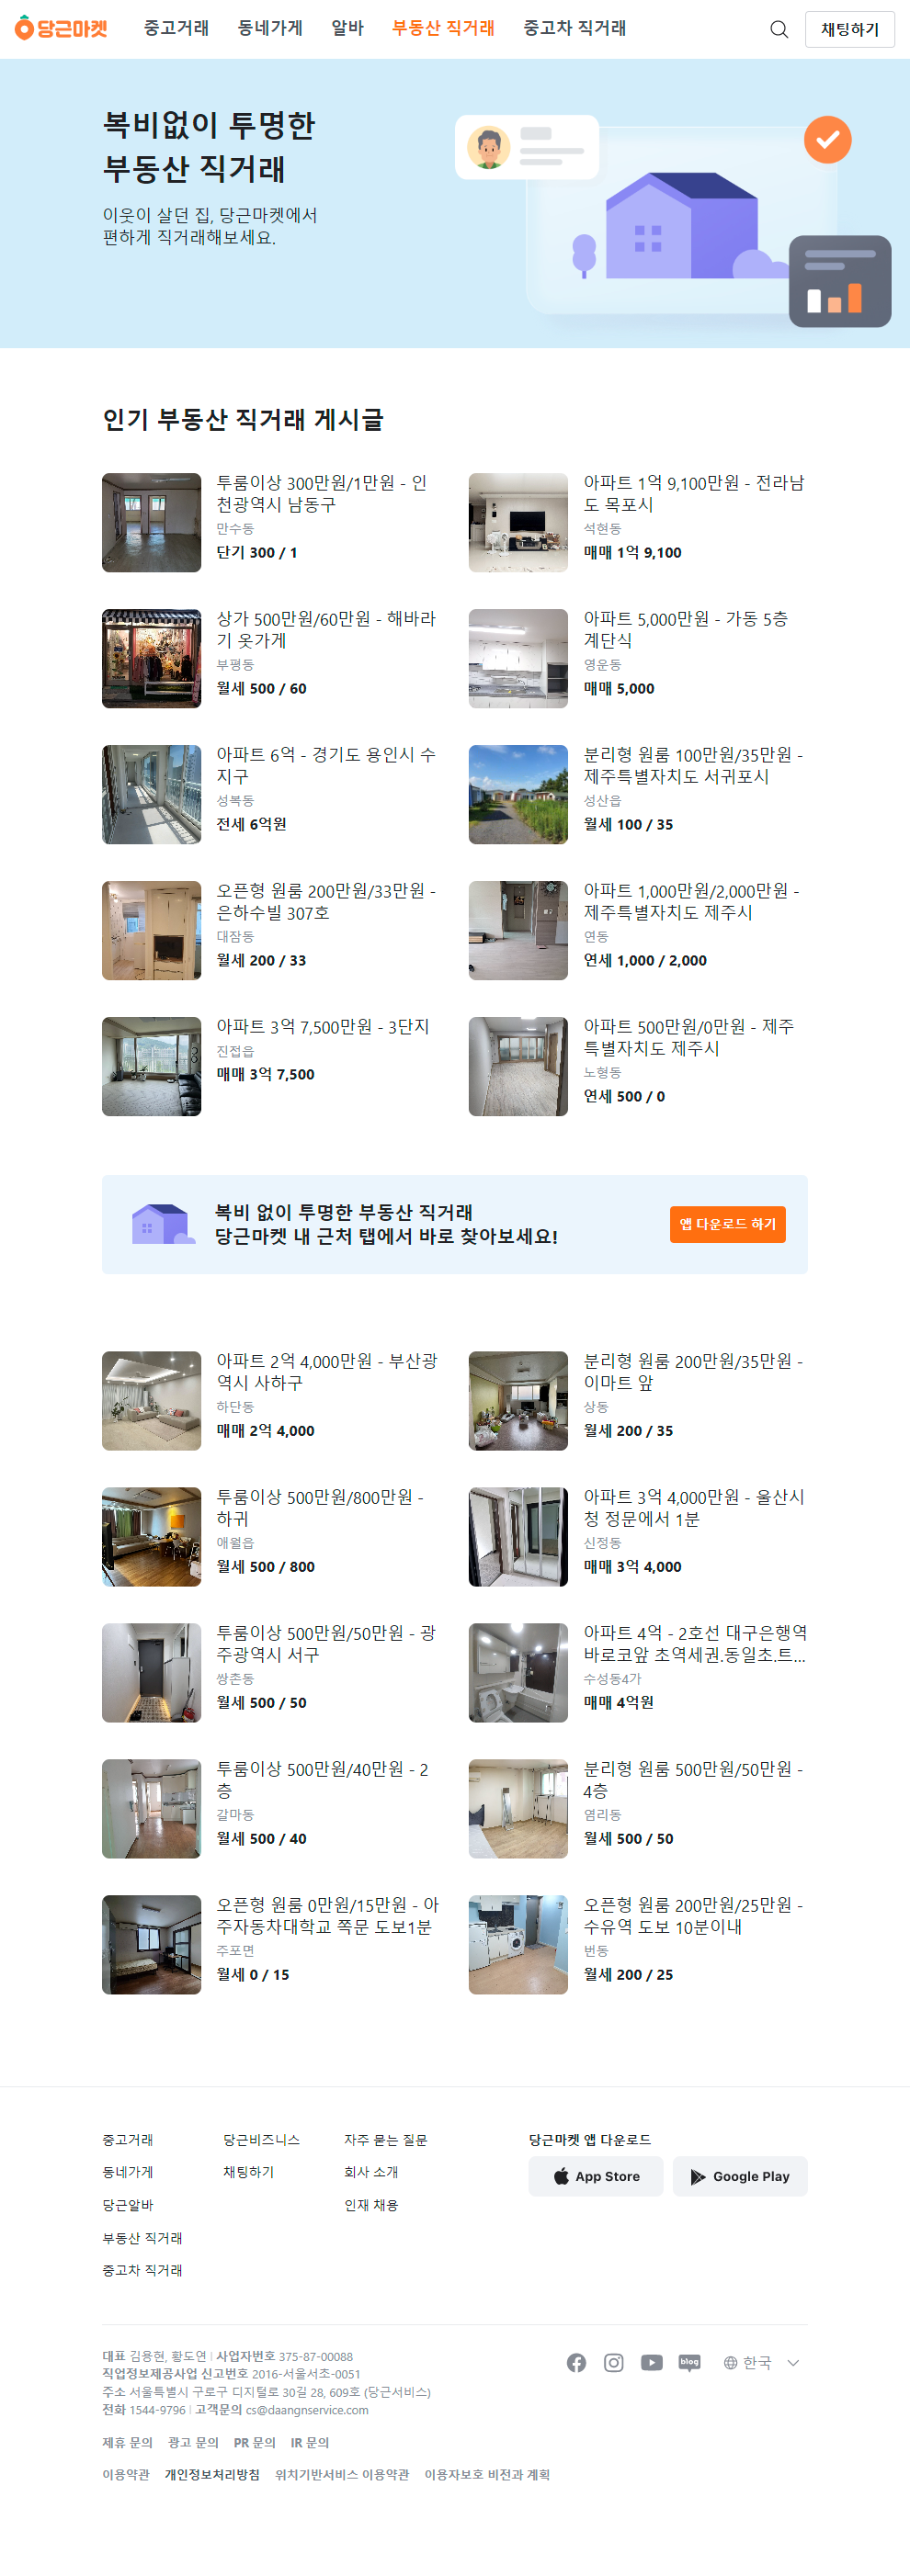 당근마켓 중고거래 동네가게 알바 부동산 직거래 중고차 직거래 채팅하기
복비없이 투명한
부동산 직거래
이웃이 살던 집, 당근마켓에서
편하게 직거래해보세요.
인기 부동산 직거래 게시글
투룸이상 300만원/1만원 - 인
천광역시 남동구
만수동
단기 300 / 1
아파트 1억 9,100만원 - 전라남
도 목포시
석현동
매매 1억 9,100
상가 500만원/60만원 - 해바라
기 옷가게
부평동
월세 500 / 60
아파트 5,000만원 - 가동 5층
계단식
영운동
매매 5,000
아파트 6억 - 경기도 용인시 수
지구
성복동
전세 6억원
분리형 원룸 100만원/35만원 -
제주특별자치도 서귀포시
성산읍
월세 100 / 35
오픈형 원룸 200만원/33만원 -
은하수빌 307호
대잠동
월세 200 / 33
아파트 1,000만원/2,000만원 -
제주특별자치도 제주시
연동
연세 1,000 / 2,000
아파트 3억 7,500만원 - 3단지
진접읍
매매 3억 7,500
아파트 500만원/0만원 - 제주
특별자치도 제주시
노형동
연세 500 / 0
복비 없이 투명한 부동산 직거래
당근마켓 내 근처 탭에서 바로 찾아보세요!
앱 다운로드 하기
아파트 2억 4,000만원 - 부산광
역시 사하구
하단동
매매 2억 4,000
분리형 원룸 200만원/35만원 -
이마트 앞
상동
월세 200 / 35
투룸이상 500만원/800만원 -
하귀
애월읍
월세 500 / 800
아파트 3억 4,000만원 - 울산시
청 정문에서 1분
신정동
매매 3억 4,000
투룸이상 500만원/50만원 - 광
주광역시 서구
쌍촌동
월세 500 / 50
아파트 4억 - 2호선 대구은행역
바로코앞 초역세권.동일초.트...
수성동4가
매매 4억원
투룸이상 500만원/40만원 - 2
층
갈마동
월세 500 / 40
분리형 원룸 500만원/50만원 -
4층
염리동
월세 500 / 50
오픈형 원룸 0만원/15만원 - 아
주자동차대학교 쪽문 도보1분
주포면
월세 0 / 15
오픈형 원룸 200만원/25만원 -
수유역 도보 10분이내
번동
월세 200 / 25
중고거래 당근비즈니스 자주 묻는 질문 당근마켓 앱 다운로드
동네가게 채팅하기 회사 소개 App Store Google Play
당근알바 인재 채용
부동산 직거래
중고차 직거래
대표 김용현, 황도연 | 사업자번호 375-87-00088
직업정보제공사업 신고번호 2016-서울서초-0051
주소 서울특별시 구로구 디지털로 30길 28, 609호 (당근서비스)
전화 1544-9796 | 고객문의 cs@daangnservice.com
blog 한국
제휴 문의 광고 문의 PR 문의 IR 문의
이용약관 개인정보처리방침 위치기반서비스 이용약관 이용자보호 비전과 계획